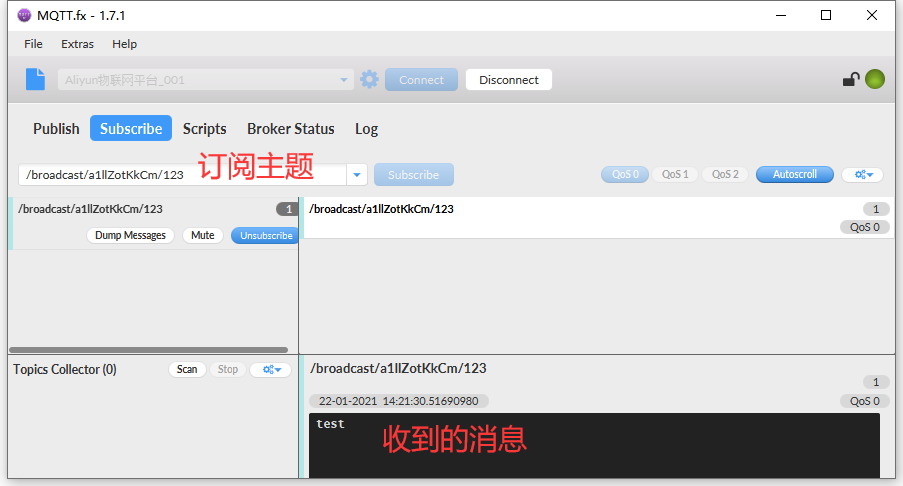 MQTT.fx - 1.7.1
File Extras Help
Aliyun物联网平台_001 Connect Disconnect
Publish Subscribe Scripts Broker Status Log
/broadcast/a1llZotKkCm/123 订阅主题 Subscribe QoS 0 QoS 1 QoS 2 Autoscroll
/broadcast/a1llZotKkCm/123 1
Dump Messages Mute Unsubscribe
/broadcast/a1llZotKkCm/123 1
QoS 0
Topics Collector (0) Scan Stop
/broadcast/a1llZotKkCm/123
1
22-01-2021 14:21:30.51690980 QoS 0
test
收到的消息